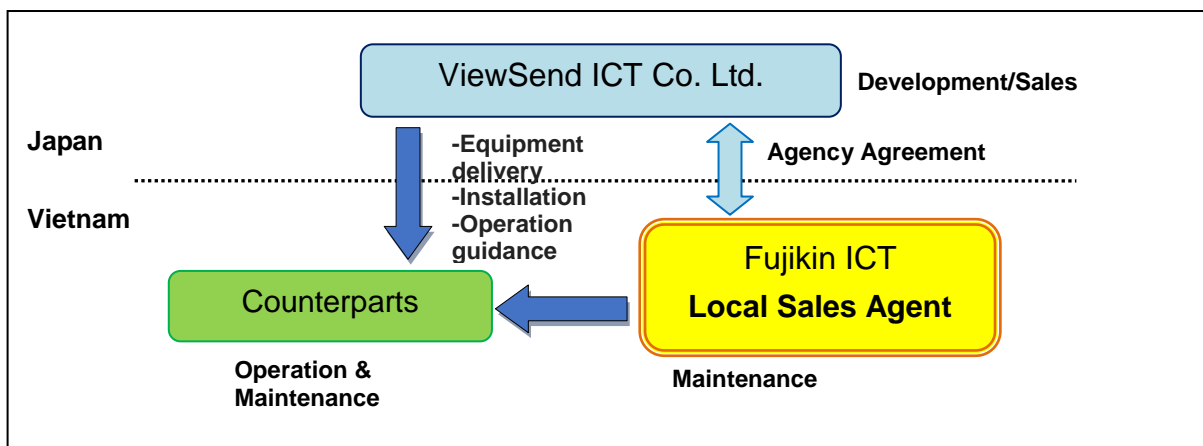 ViewSend ICT Co. Ltd.
Development/Sales
Japan
-Equipment
delivery
-Installation
-Operation
guidance
Agency Agreement
Vietnam
Fujikin ICT
Local Sales Agent
Counterparts
Operation &
Maintenance
Maintenance